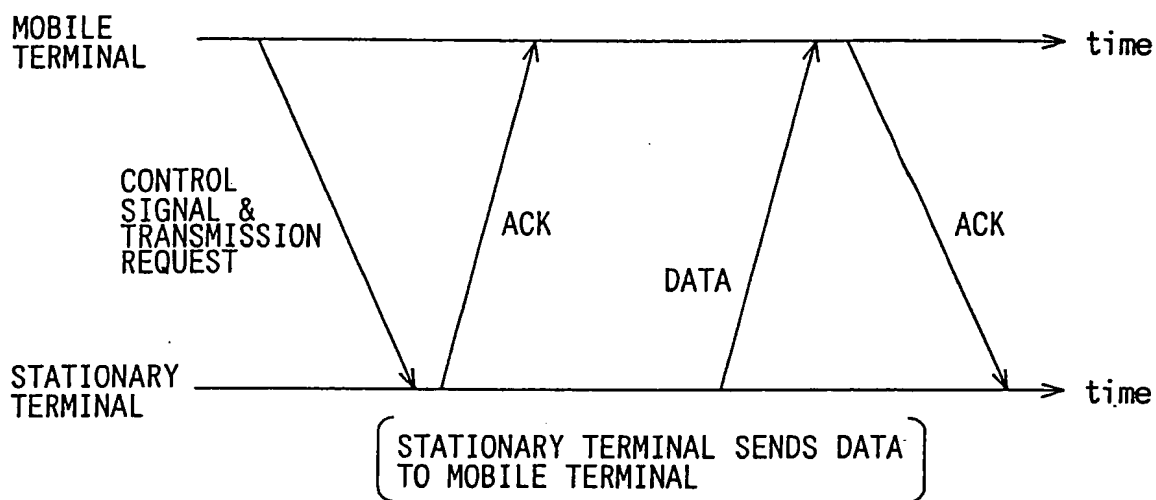 MOBILE
TERMINAL
time
CONTROL
SIGNAL &
TRANSMISSION
REQUEST
ACK
DATA
ACK
STATIONARY
TERMINAL
time
STATIONARY TERMINAL SENDS DATA
TO MOBILE TERMINAL